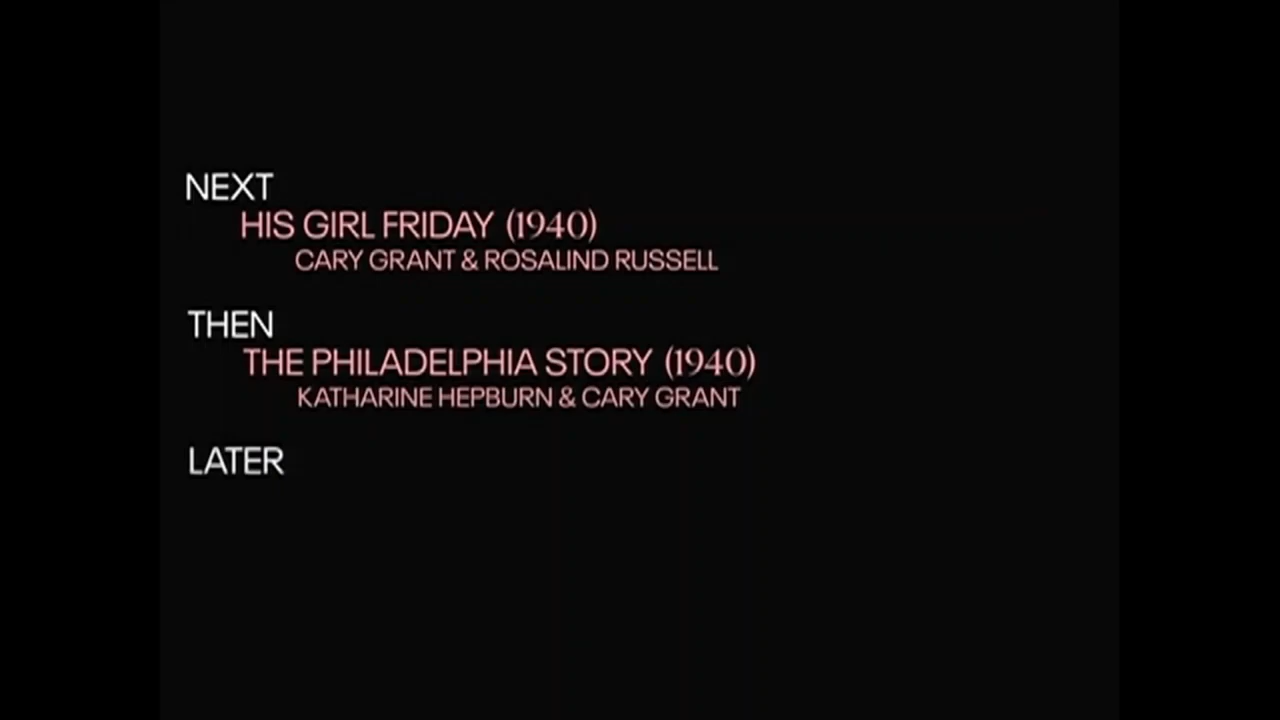 NEXT
HIS GIRL FRIDAY (1940)
CARY GRANT & ROSALIND RUSSELL
THEN
THE PHILADELPHIA STORY (1940)
KATHARINE HEPBURN & CARY GRANT
LATER